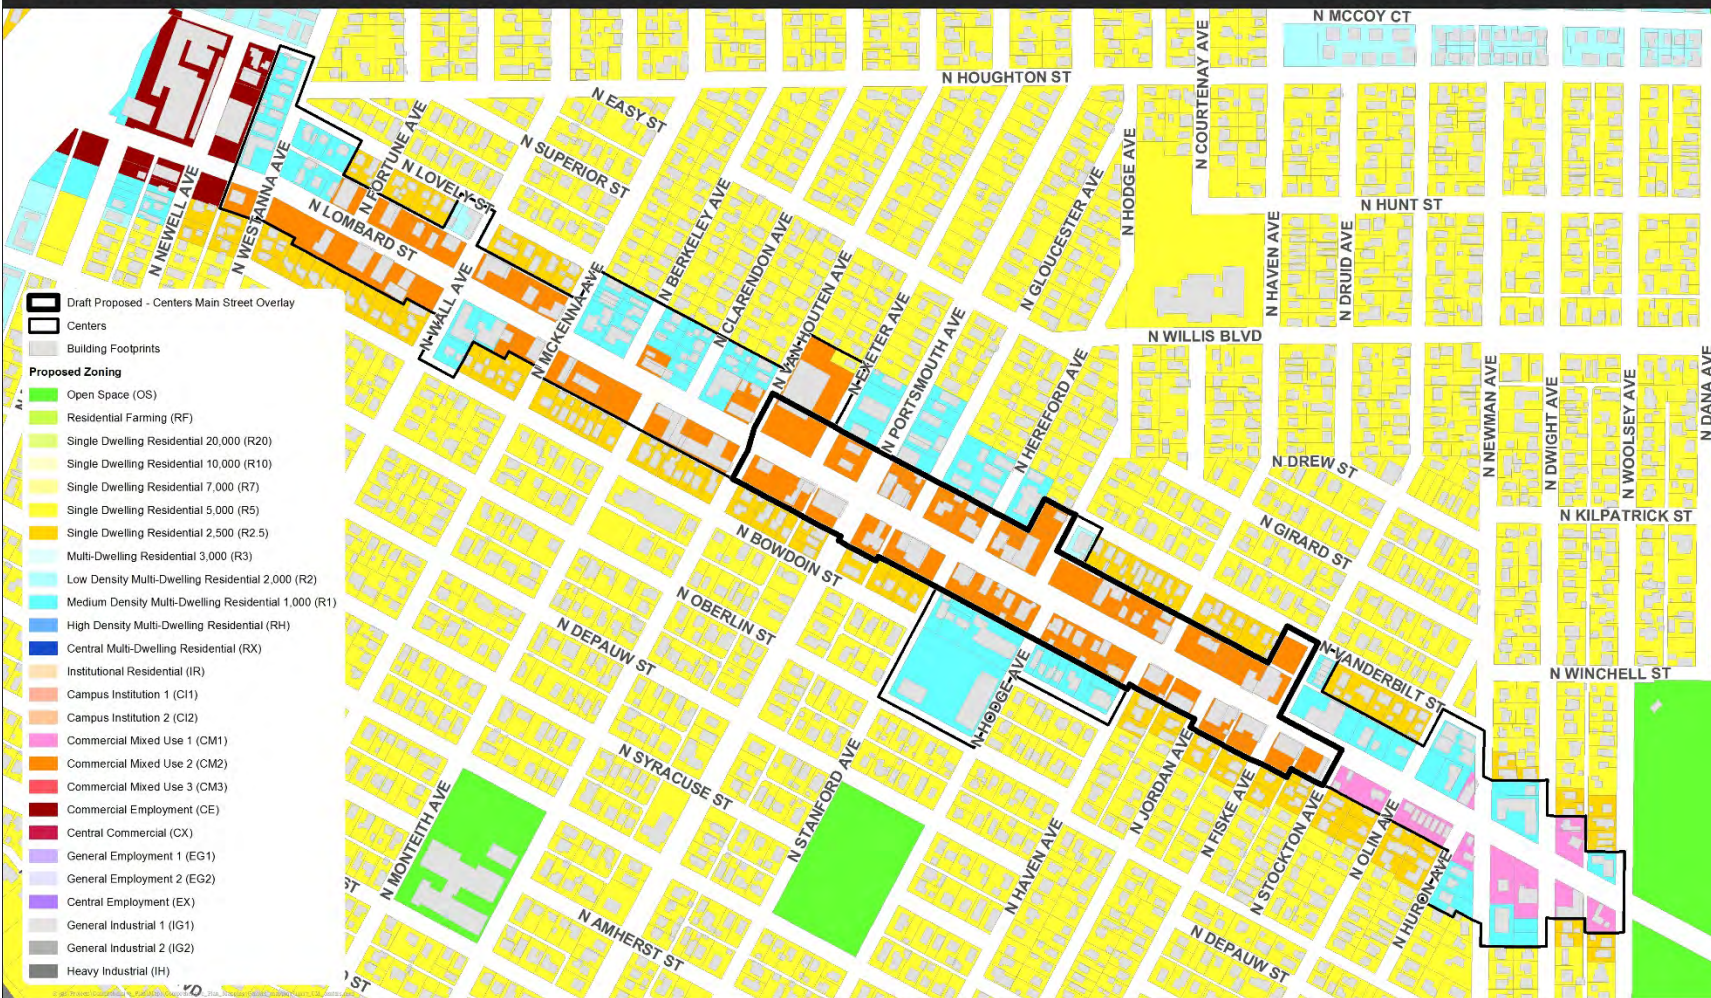 N MCCOY CT
N HOUGHTON ST
N COURTENAY AVE
N EASY ST
N SUPERIOR ST
N FORTUNE AVE
N LOVELY ST
N HODGE AVE
N HUNT ST
N LOMBARD ST
N NEWELL AVE
N WESTANNA AVE
N BERKELEY AVE
N CLARENDON AVE
N GLOUCESTER AVE
N HAVEN AVE
N DRUID AVE
N WALL AVE
N MCKENNA AVE
N VAN HOUTEN AVE
N EXETER AVE
N PORTSMOUTH AVE
N HEREFORD AVE
N WILLIS BLVD
N NEWMAN AVE
N DWIGHT AVE
N WOOLSEY AVE
N DANA AVE
N DREW ST
N GIRARD ST
N KILPATRICK ST
N BOWDOIN ST
N OBERLIN ST
N DEPAUW ST
N VANDERBILT ST
N WINCHELL ST
N HODGE AVE
N SYRACUSE ST
N MONTEITH AVE
N STANFORD AVE
N HAVEN AVE
N JORDAN AVE
N FISKE AVE
N STOCKTON AVE
N OLIN AVE
N HURON AVE
N AMHERST ST
N DEPAUW ST
Draft Proposed - Centers Main Street Overlay
Centers
Building Footprints
Proposed Zoning
Open Space (OS)
Residential Farming (RF)
Single Dwelling Residential 20,000 (R20)
Single Dwelling Residential 10,000 (R10)
Single Dwelling Residential 7,000 (R7)
Single Dwelling Residential 5,000 (R5)
Single Dwelling Residential 2,500 (R2.5)
Multi-Dwelling Residential 3,000 (R3)
Low Density Multi-Dwelling Residential 2,000 (R2)
Medium Density Multi-Dwelling Residential 1,000 (R1)
High Density Multi-Dwelling Residential (RH)
Central Multi-Dwelling Residential (RX)
Institutional Residential (IR)
Campus Institution 1 (CI1)
Campus Institution 2 (CI2)
Commercial Mixed Use 1 (CM1)
Commercial Mixed Use 2 (CM2)
Commercial Mixed Use 3 (CM3)
Commercial Employment (CE)
Central Commercial (CX)
General Employment 1 (EG1)
General Employment 2 (EG2)
Central Employment (EX)
General Industrial 1 (IG1)
General Industrial 2 (IG2)
Heavy Industrial (IH)
ST
ST
VD